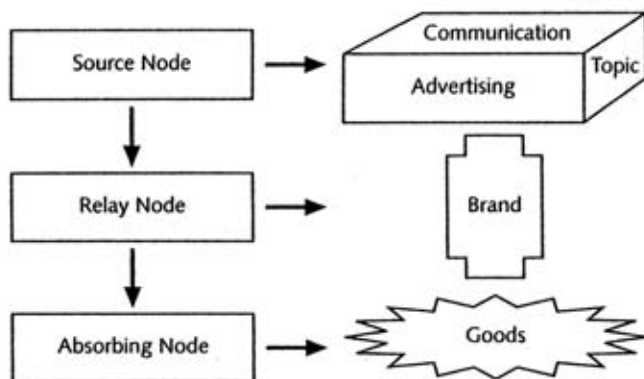 Communication
Source Node
Advertising
Topic
Relay Node
Brand
Absorbing Node
Goods